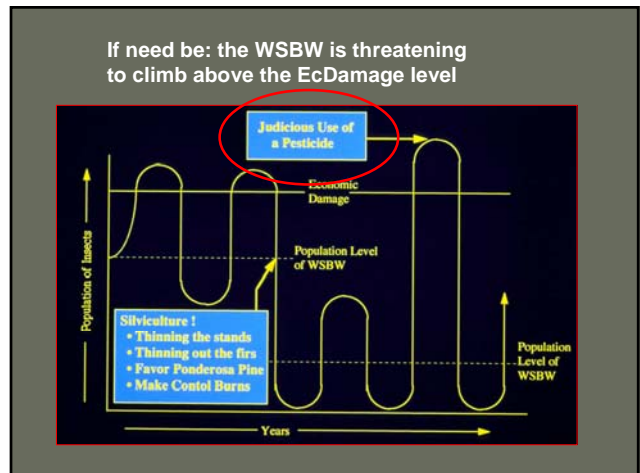 If need be: the WSBW is threatening
to climb above the EcDamage level
Judicious Use of
a Pesticide
Economic
Damage
Population of Insects
Population Level
of WSBW
Silviculture !
• Thinning the stands
• Thinning out the firs
• Favor Ponderosa Pine
• Make Contol Burns
Population
Level of
WSBW
Years